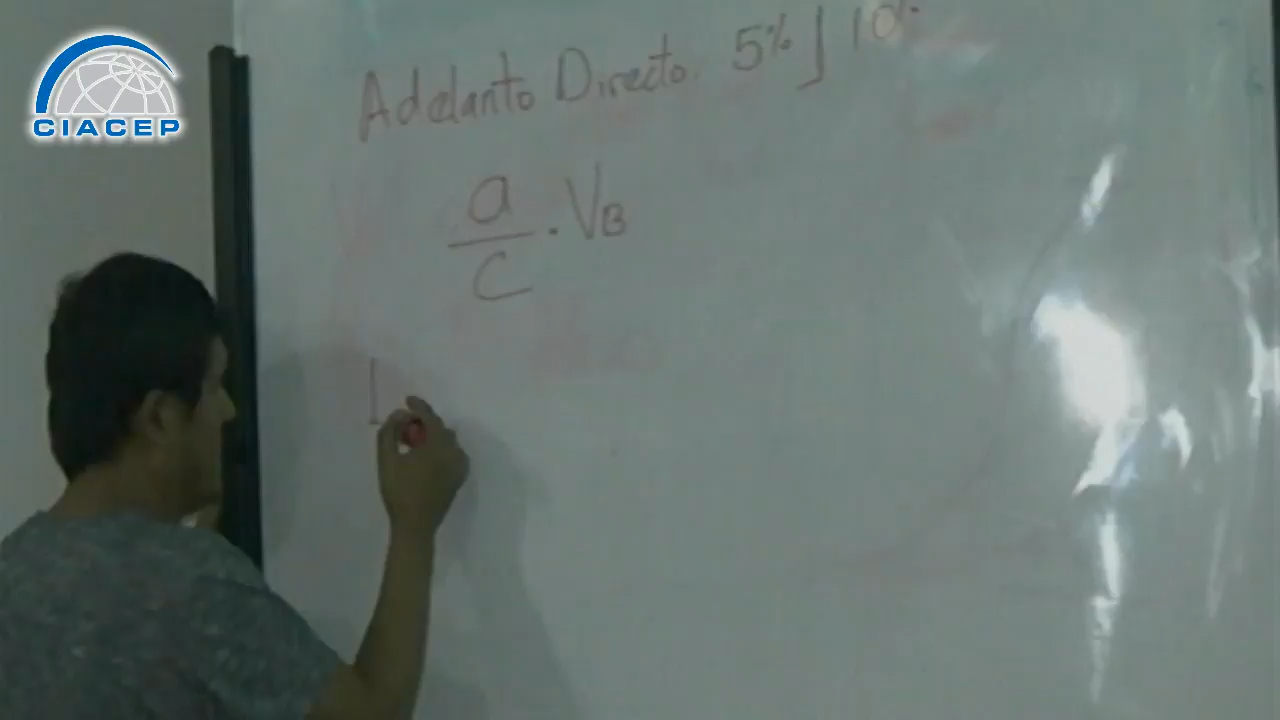 CIACEP
Adelanto Directo. 5% ⌡ 10%
a
C
. VB